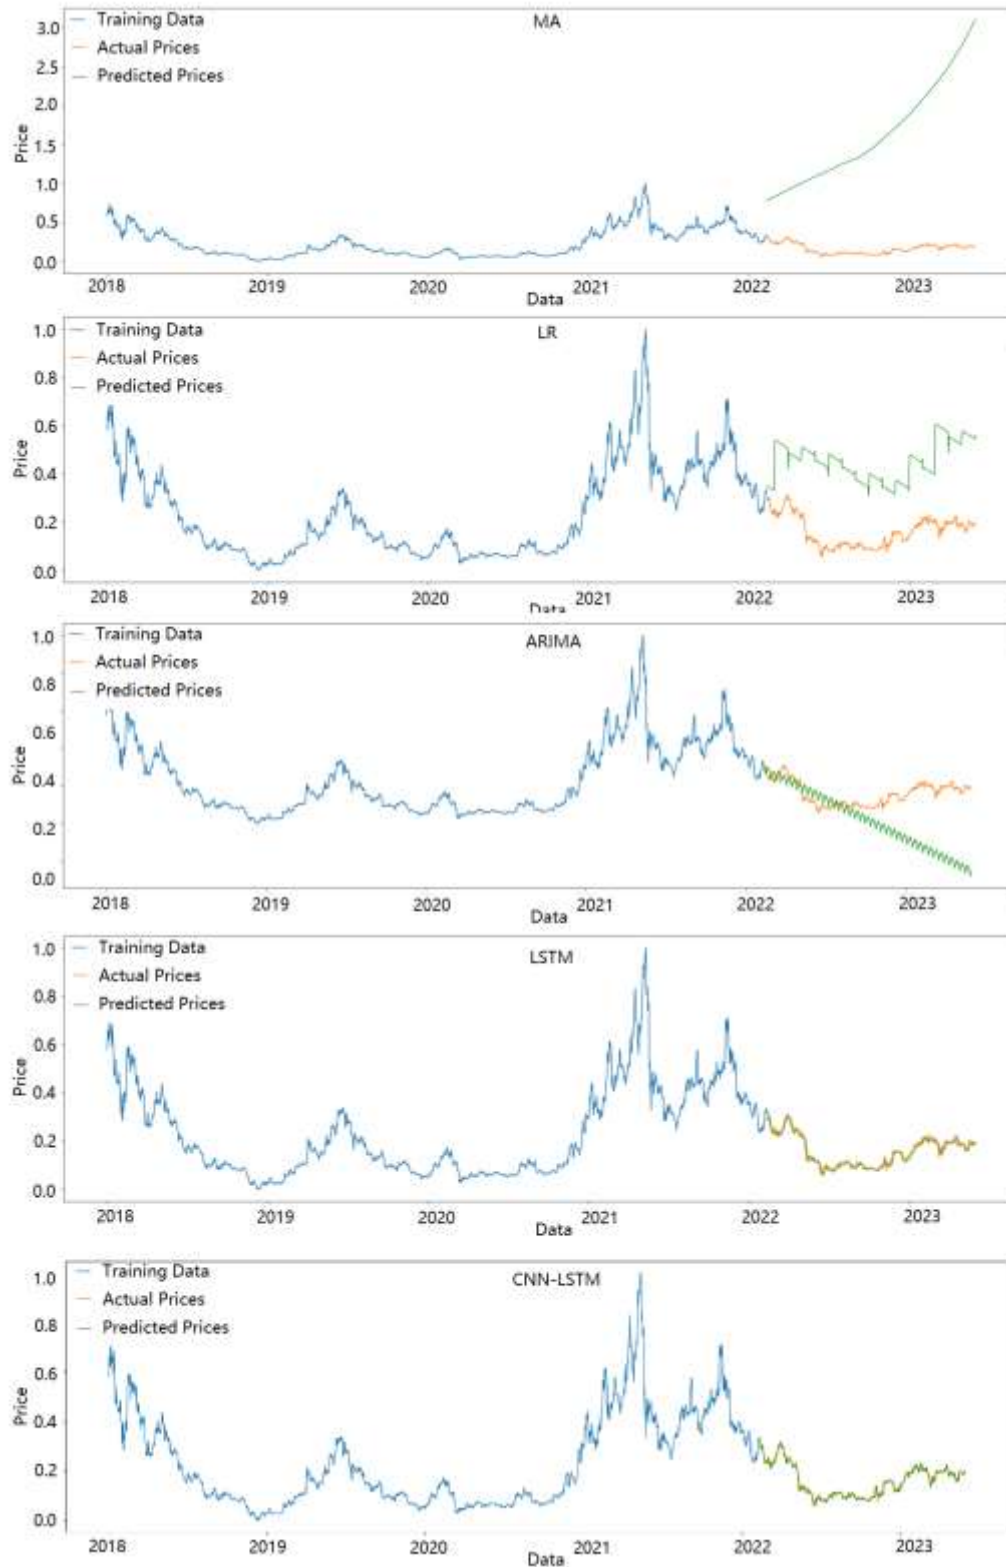 Training Data
MA
Actual Prices
Predicted Prices
3.0
2.5
2.0
1.5
1.0
0.5
0.0
Price
2018 2019 2020 2021 2022 2023
Data
Training Data
LR
Actual Prices
Predicted Prices
1.0
0.8
0.6
0.4
0.2
0.0
Price
2018 2019 2020 2021 2022 2023
Data
Training Data
ARIMA
Actual Prices
Predicted Prices
1.0
0.8
0.6
0.4
0.2
0.0
Price
2018 2019 2020 2021 2022 2023
Data
Training Data
LSTM
Actual Prices
Predicted Prices
1.0
0.8
0.6
0.4
0.2
0.0
Price
2018 2019 2020 2021 2022 2023
Data
Training Data
CNN-LSTM
Actual Prices
Predicted Prices
1.0
0.8
0.6
0.4
0.2
0.0
Price
2018 2019 2020 2021 2022 2023
Data